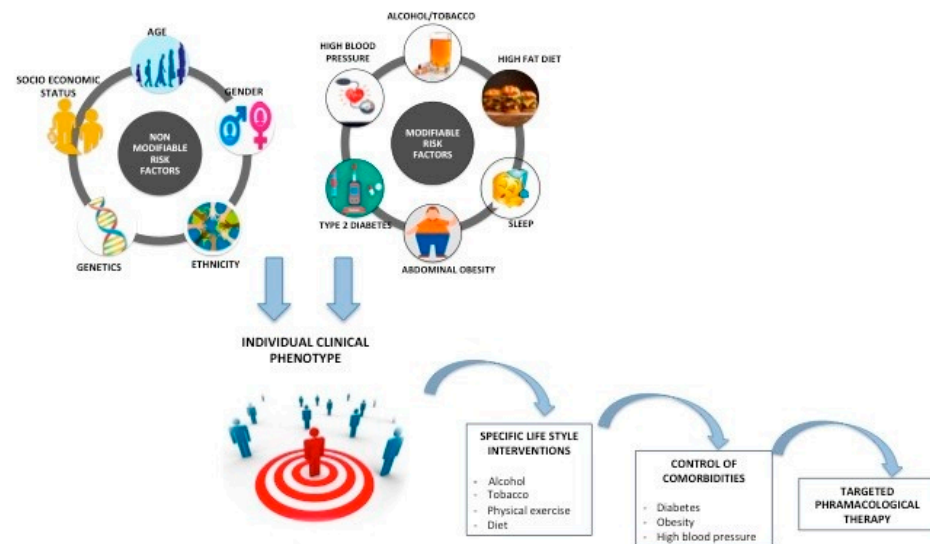 AGE
SOCIO ECONOMIC
STATUS
GENDER
NON
MODIFIABLE
RISK
FACTORS
GENETICS
ETHNICITY
ALCOHOL/TOBACCO
HIGH BLOOD
PRESSURE
HIGH FAT DIET
MODIFIABLE
RISK
FACTORS
TYPE 2 DIABETES
SLEEP
ABDOMINAL OBESITY
INDIVIDUAL CLINICAL
PHENOTYPE
SPECIFIC LIFE STYLE
INTERVENTIONS
- Alcohol
- Tobacco
- Physical exercise
- Diet
CONTROL OF
COMORBIDITIES
- Diabetes
- Obesity
- High blood pressure
TARGETED
PHRAMACOLOGICAL
THERAPY